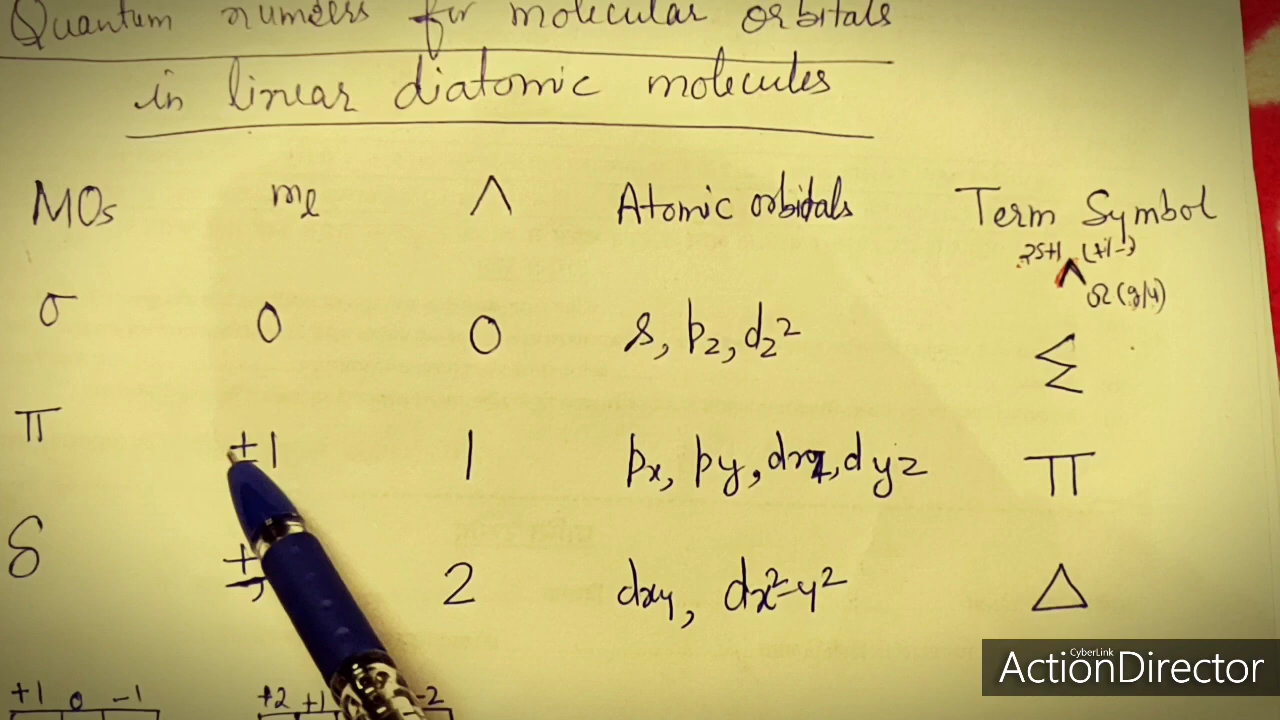 Quantum numbers for molecular orbitals
in linear diatomic molecules
MOs mℓ Λ Atomic orbitals Term Symbol
2S+1 Λ (+/-) Ω(g/u)
σ 0 0 s, pz, dz² Σ
π ±1 1 px, py, dxz, dyz Π
δ ± 2 dxy, dx²-y² Δ
+1 0 -1 +2 +1 -2
CyberLink
ActionDirector